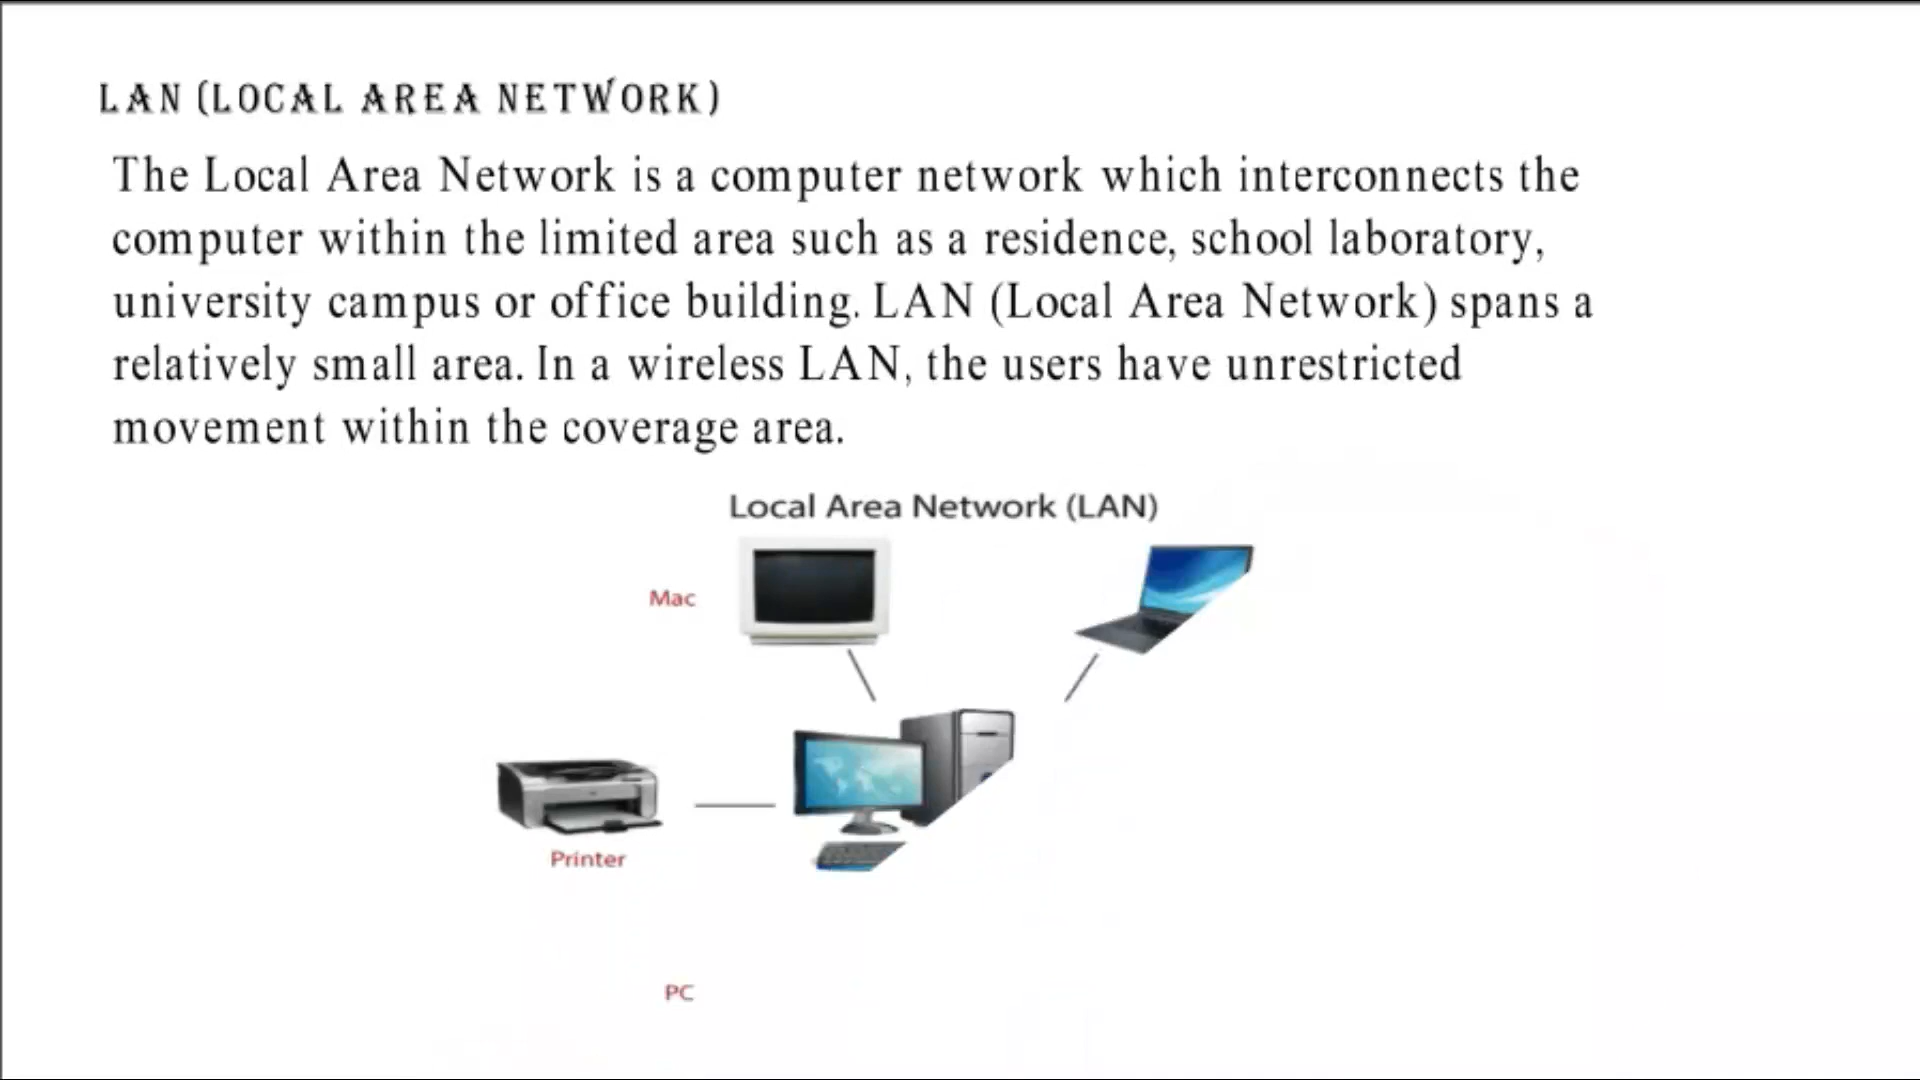 LAN (LOCAL AREA NETWORK)
The Local Area Network is a computer network which interconnects the
computer within the limited area such as a residence, school laboratory,
university campus or office building. LAN (Local Area Network) spans a
relatively small area. In a wireless LAN, the users have unrestricted
movement within the coverage area.
Local Area Network (LAN)
Mac
Printer
PC